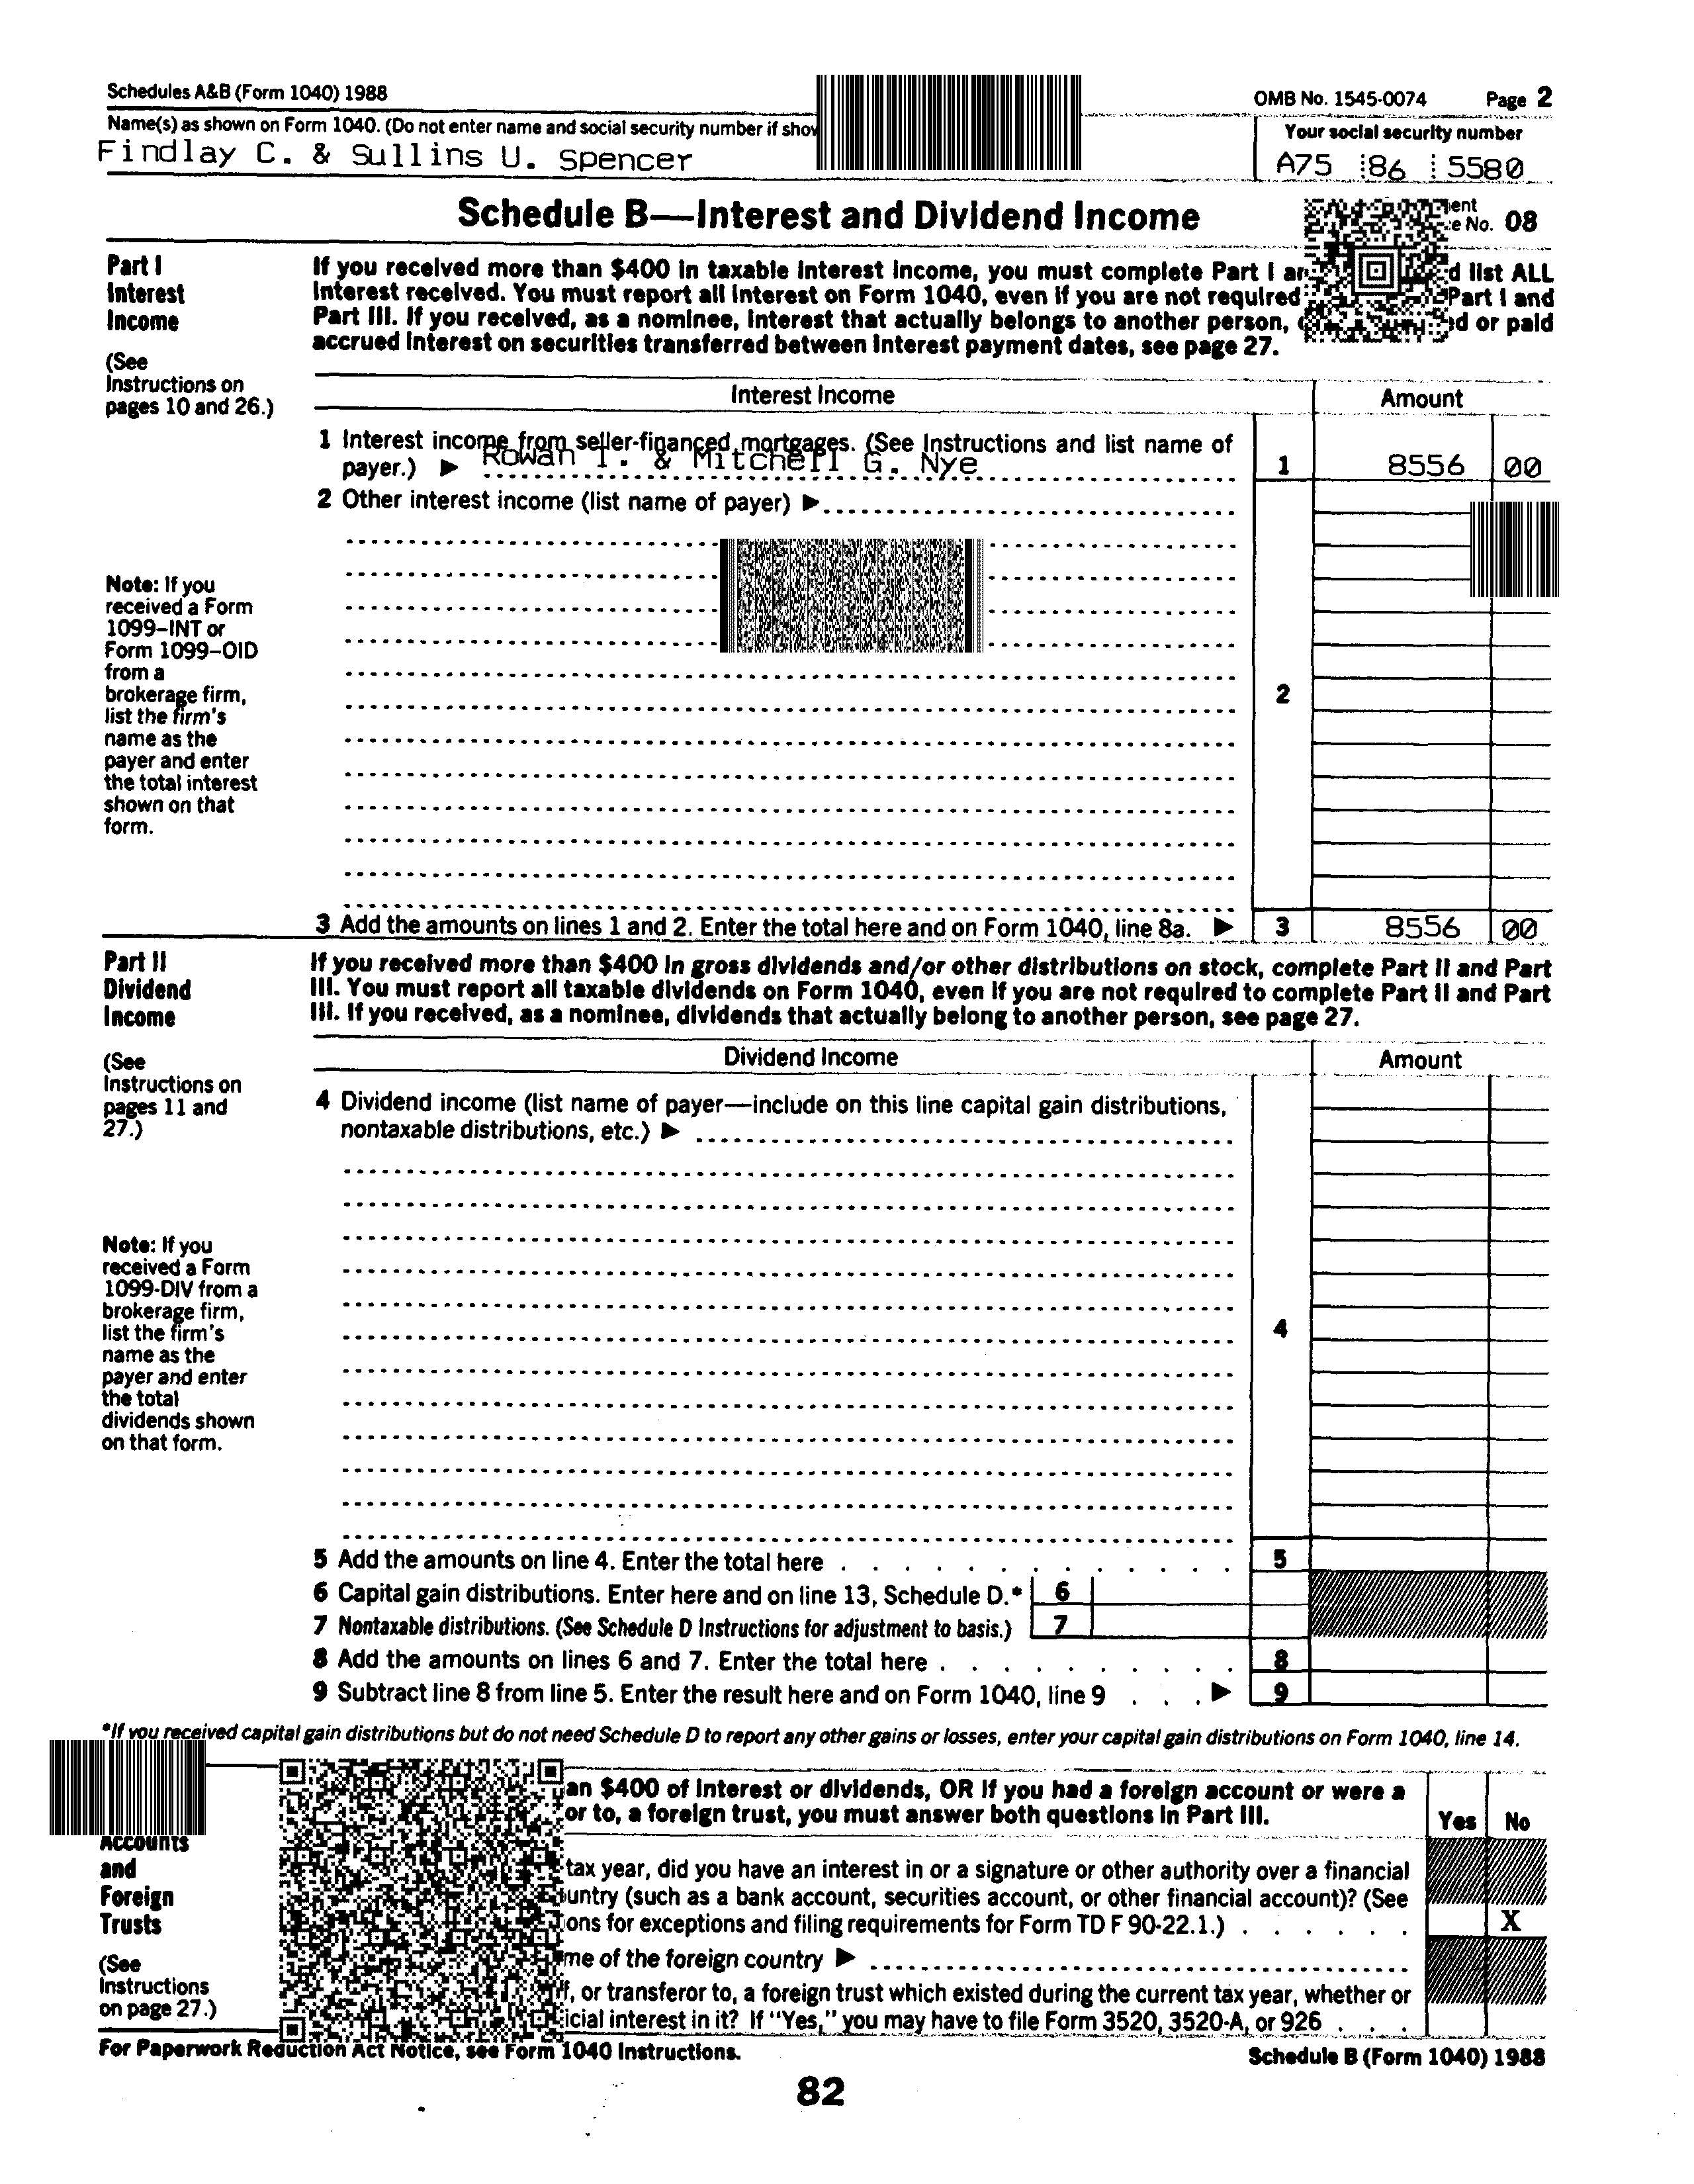 Schedules A&B (Form 1040) 1988
OMB No. 1545-0074 Page 2
Name(s) as shown on Form 1040. (Do not enter name and social security number if
Your social security number
Findlay C. & Sullins U. Spencer
A75 86 5580
Schedule B—Interest and Dividend Income
No. 08
Part I
Interest
Income
(See
Instructions on
pages 10 and 26.)
If you received more than $400 in taxable interest income, you must complete Part I list ALL
interest received. You must report all interest on Form 1040, even if you are not required Part I and
Part III. If you received, as a nominee, interest that actually belongs to another person, or paid
accrued interest on securities transferred between interest payment dates, see page 27.
Interest Income
Amount
1 Interest income from seller-financed mortgages. (See Instructions and list name of
payer.) ▶ Rowan I. & Mitchell G. Nye
1 8556 00
2 Other interest income (list name of payer) ▶
Note: If you
received a Form
1099–INT or
Form 1099–OID
from a
brokerage firm,
list the firm's
name as the
payer and enter
the total interest
shown on that
form.
2
3 Add the amounts on lines 1 and 2. Enter the total here and on Form 1040, line 8a. ▶ 3 8556 00
Part II
Dividend
Income
(See
Instructions on
pages 11 and
27.)
If you received more than $400 in gross dividends and/or other distributions on stock, complete Part II and Part
III. You must report all taxable dividends on Form 1040, even if you are not required to complete Part II and Part
III. If you received, as a nominee, dividends that actually belong to another person, see page 27.
Dividend Income
Amount
4 Dividend income (list name of payer—include on this line capital gain distributions,
nontaxable distributions, etc.) ▶
Note: If you
received a Form
1099-DIV from a
brokerage firm,
list the firm's
name as the
payer and enter
the total
dividends shown
on that form.
4
5 Add the amounts on line 4. Enter the total here . . . . . . . . . . . . 5
6 Capital gain distributions. Enter here and on line 13, Schedule D.* 6
7 Nontaxable distributions. (See Schedule D Instructions for adjustment to basis.) 7
8 Add the amounts on lines 6 and 7. Enter the total here . . . . . . . . . . 8
9 Subtract line 8 from line 5. Enter the result here and on Form 1040, line 9 . . . ▶ 9
*If you received capital gain distributions but do not need Schedule D to report any other gains or losses, enter your capital gain distributions on Form 1040, line 14.
Accounts
and
Foreign
Trusts
(See
Instructions
on page 27.)
$400 of interest or dividends, OR if you had a foreign account or were a
or to, a foreign trust, you must answer both questions in Part III.
Yes No
tax year, did you have an interest in or a signature or other authority over a financial
(such as a bank account, securities account, or other financial account)? (See
for exceptions and filing requirements for Form TD F 90-22.1.) . . . . . . X
of the foreign country ▶
or transferor to, a foreign trust which existed during the current tax year, whether or
interest in it? If "Yes," you may have to file Form 3520, 3520-A, or 926 . . .
For Paperwork Reduction Act Notice, see Form 1040 Instructions.
Schedule B (Form 1040) 1988
82